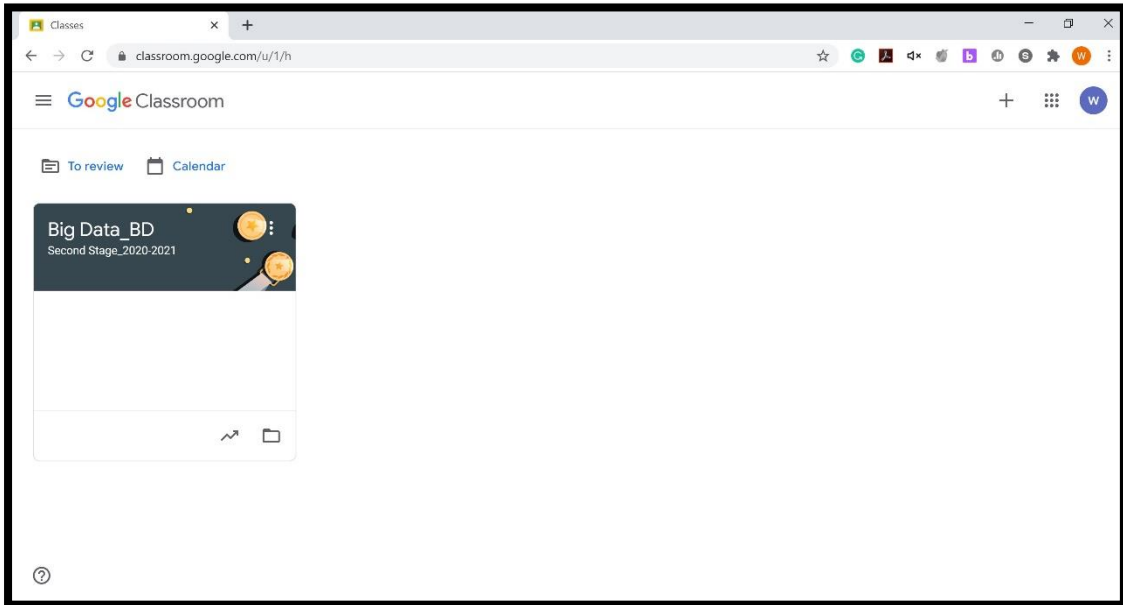 Classes
classroom.google.com/u/1/h
W
Google Classroom
W
To review Calendar
Big Data_BD
Second Stage_2020-2021